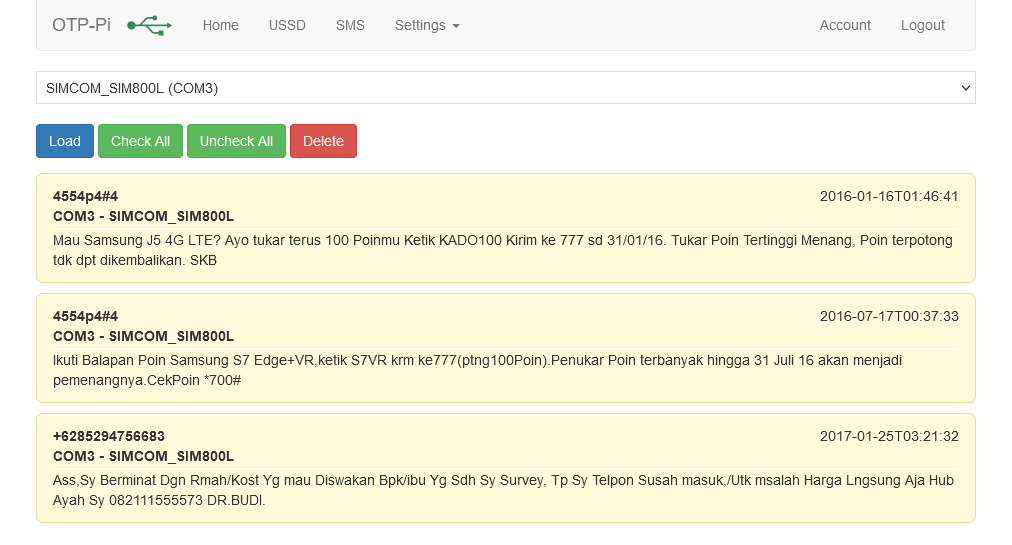 OTP-Pi Home USSD SMS Settings Account Logout
SIMCOM_SIM800L (COM3)
Load Check All Uncheck All Delete
4554p4#4 2016-01-16T01:46:41
COM3 - SIMCOM_SIM800L
Mau Samsung J5 4G LTE? Ayo tukar terus 100 Poinmu Ketik KADO100 Kirim ke 777 sd 31/01/16. Tukar Poin Tertinggi Menang, Poin terpotong
tdk dpt dikembalikan. SKB
4554p4#4 2016-07-17T00:37:33
COM3 - SIMCOM_SIM800L
Ikuti Balapan Poin Samsung S7 Edge+VR,ketik S7VR krm ke777(ptng100Poin).Penukar Poin terbanyak hingga 31 Juli 16 akan menjadi
pemenangnya.CekPoin *700#
+6285294756683 2017-01-25T03:21:32
COM3 - SIMCOM_SIM800L
Ass,Sy Berminat Dgn Rmah/Kost Yg mau Diswakan Bpk/ibu Yg Sdh Sy Survey, Tp Sy Telpon Susah masuk,/Utk msalah Harga Lngsung Aja Hub
Ayah Sy 082111555573 DR.BUDI.